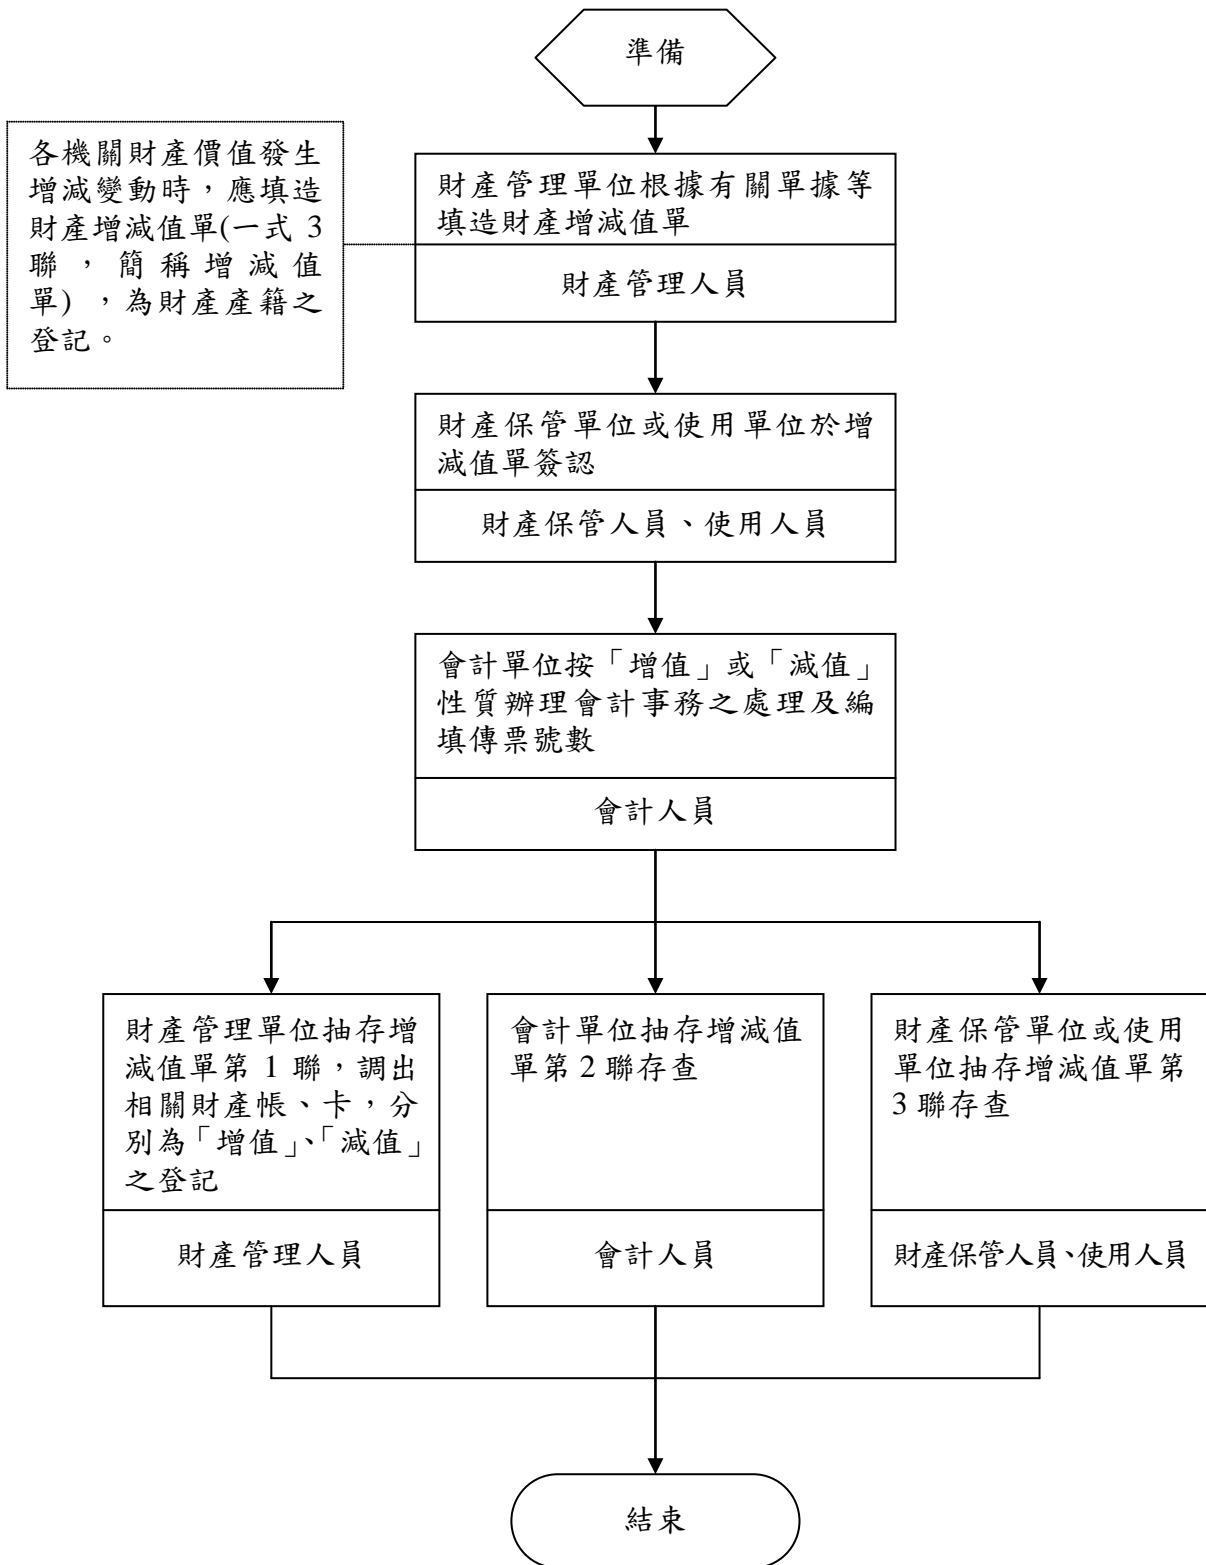 準備
各機關財產價值發生
增減變動時，應填造
財產增減值單(一式 3
聯，簡稱增減值
單)，為財產產籍之
登記。
財產管理單位根據有關單據等
填造財產增減值單
財產管理人員
財產保管單位或使用單位於增
減值單簽認
財產保管人員、使用人員
會計單位按「增值」或「減值」
性質辦理會計事務之處理及編
填傳票號數
會計人員
財產管理單位抽存增
減值單第 1 聯，調出
相關財產帳、卡，分
別為「增值」、「減值」
之登記
財產管理人員
會計單位抽存增減值
單第 2 聯存查
會計人員
財產保管單位或使用
單位抽存增減值單第
3 聯存查
財產保管人員、使用人員
結束